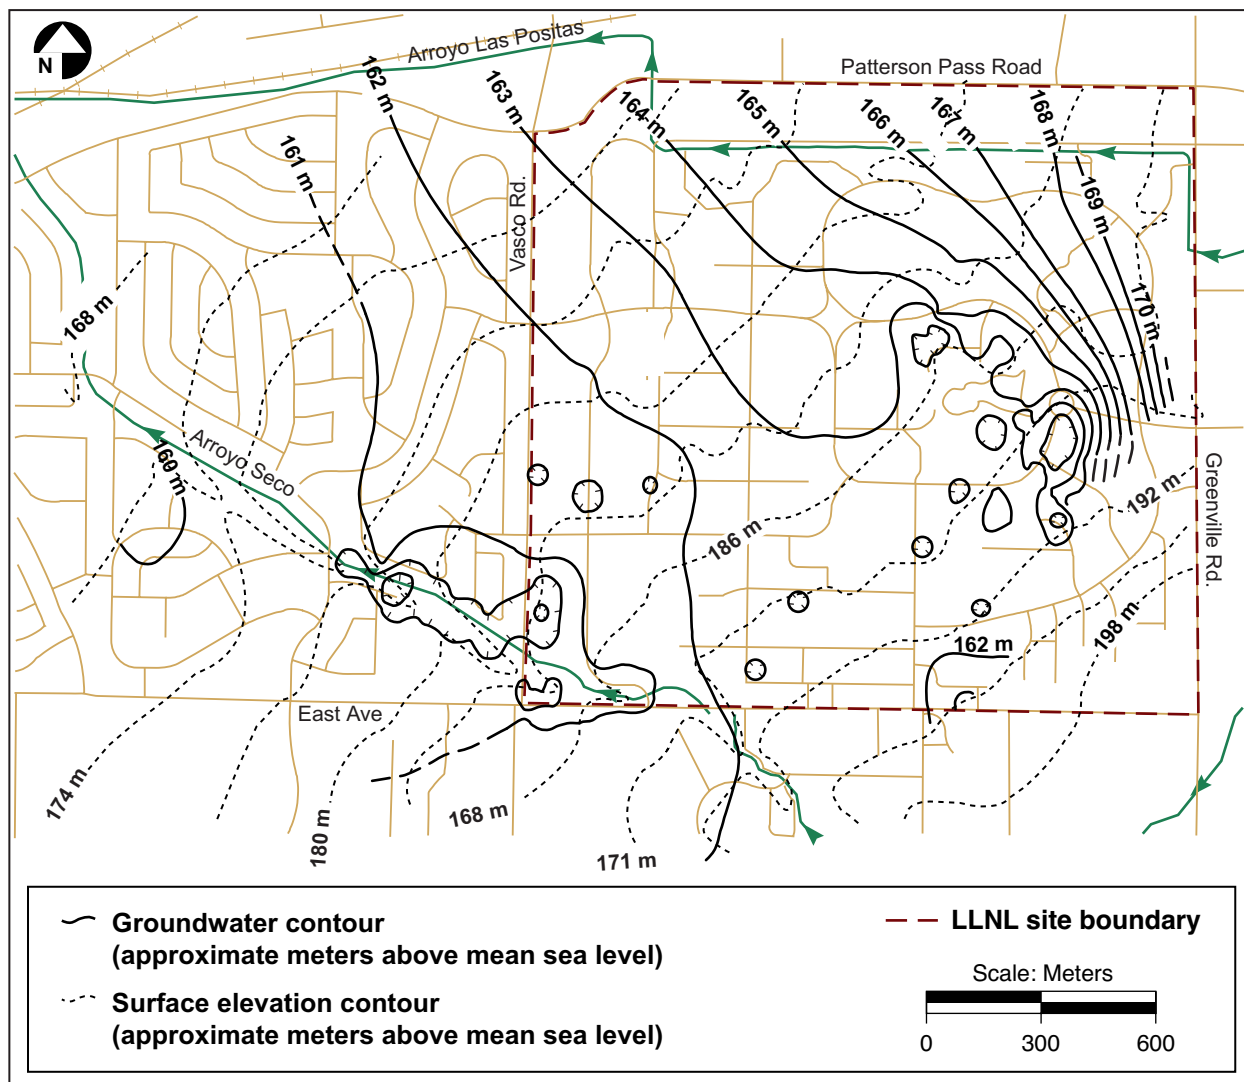 N
Arroyo Las Positas
Patterson Pass Road
162 m
163 m
164 m
165 m
166 m
167 m
168 m
161 m
Vasco Rd.
169 m
168 m
170 m
Arroyo Seco
160 m
Greenville Rd.
192 m
186 m
198 m
162 m
East Ave
174 m
180 m
168 m
171 m
Groundwater contour
(approximate meters above mean sea level)
Surface elevation contour
(approximate meters above mean sea level)
LLNL site boundary
Scale: Meters
0 300 600